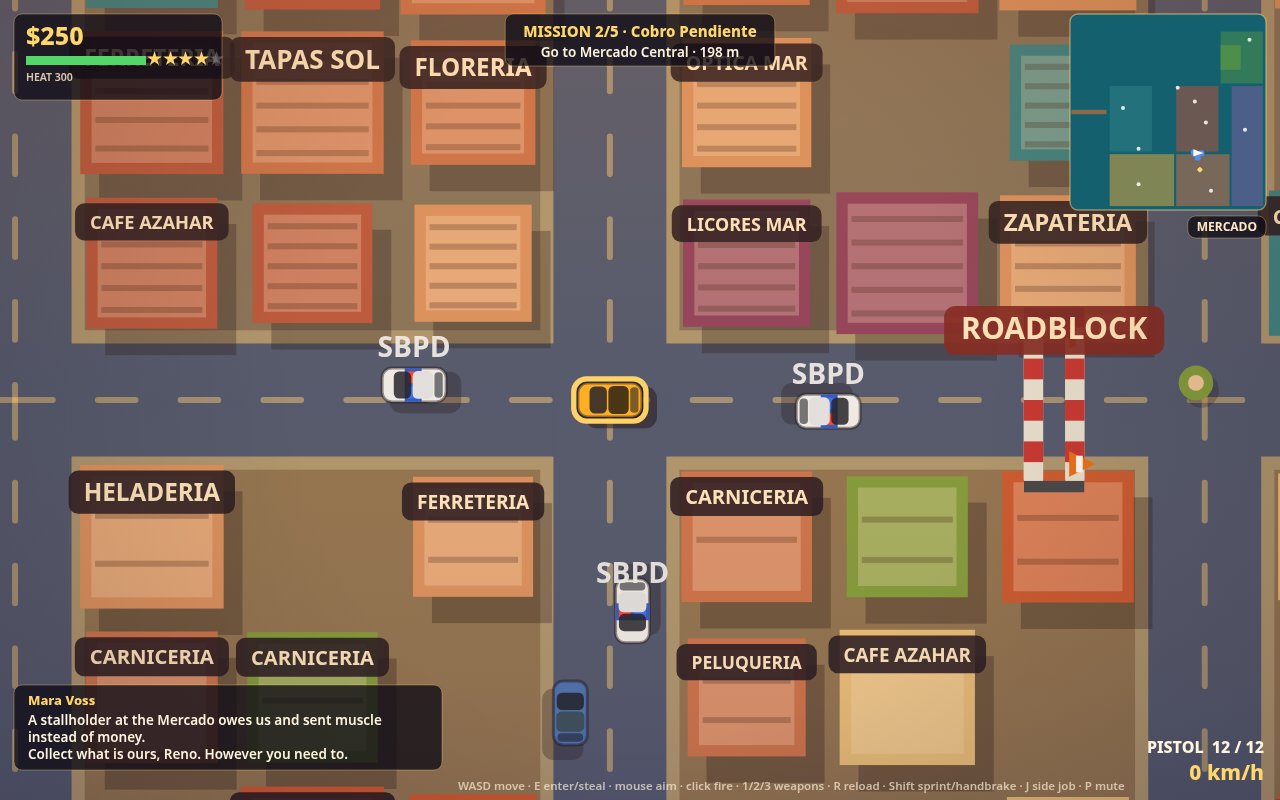 $250
HEAT 300
MISSION 2/5 · Cobro Pendiente
Go to Mercado Central · 198 m
FERRETERIA
TAPAS SOL
FLORERIA
OPTICA MAR
CAFE AZAHAR
LICORES MAR
ZAPATERIA
MERCADO
ROADBLOCK
SBPD
SBPD
HELADERIA
FERRETERIA
CARNICERIA
SBPD
CARNICERIA
CARNICERIA
PELUQUERIA
CAFE AZAHAR
Mara Voss
A stallholder at the Mercado owes us and sent muscle
instead of money.
Collect what is ours, Reno. However you need to.
PISTOL 12 / 12
0 km/h
WASD move · E enter/steal · mouse aim · click fire · 1/2/3 weapons · R reload · Shift sprint/handbrake · J side job · P mute